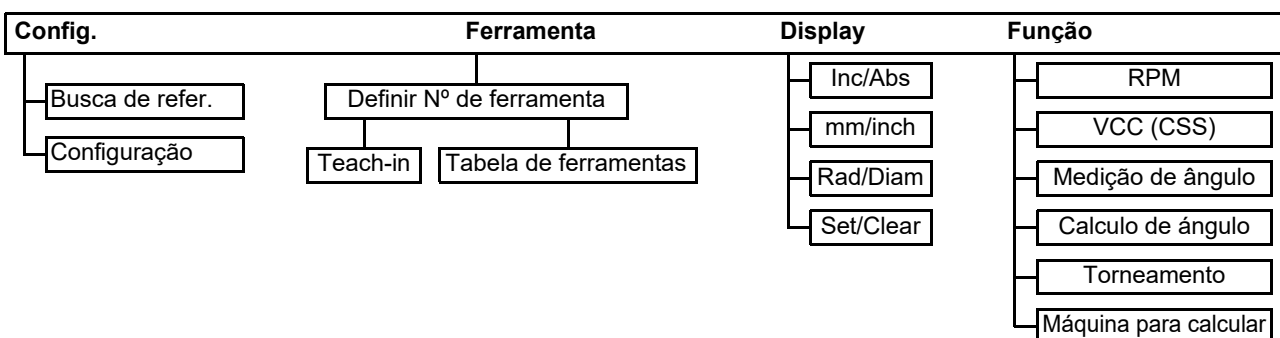 Config.
Ferramenta
Display
Função
Busca de refer.
Configuração
Definir Nº de ferramenta
Teach-in
Tabela de ferramentas
Inc/Abs
mm/inch
Rad/Diam
Set/Clear
RPM
VCC (CSS)
Medição de ângulo
Calculo de ángulo
Torneamento
Máquina para calcular